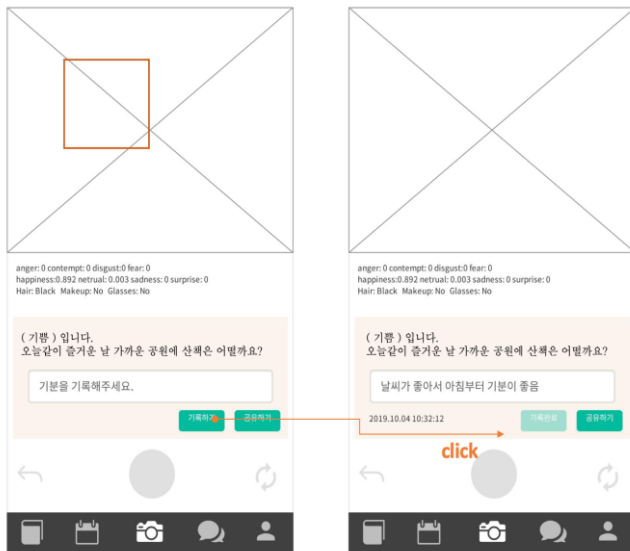 anger: 0 contempt: 0 disgust:0 fear: 0
happiness:0.892 netrual: 0.003 sadness: 0 surprise: 0
Hair: Black Makeup: No Glasses: No
( 기쁨 ) 입니다.
오늘같이 즐거운 날 가까운 공원에 산책은 어떨까요?
기분을 기록해주세요.
기록하기 공유하기
anger: 0 contempt: 0 disgust:0 fear: 0
happiness:0.892 netrual: 0.003 sadness: 0 surprise: 0
Hair: Black Makeup: No Glasses: No
( 기쁨 ) 입니다.
오늘같이 즐거운 날 가까운 공원에 산책은 어떨까요?
날씨가 좋아서 아침부터 기분이 좋음
2019.10.04 10:32:12 기록완료 공유하기
click